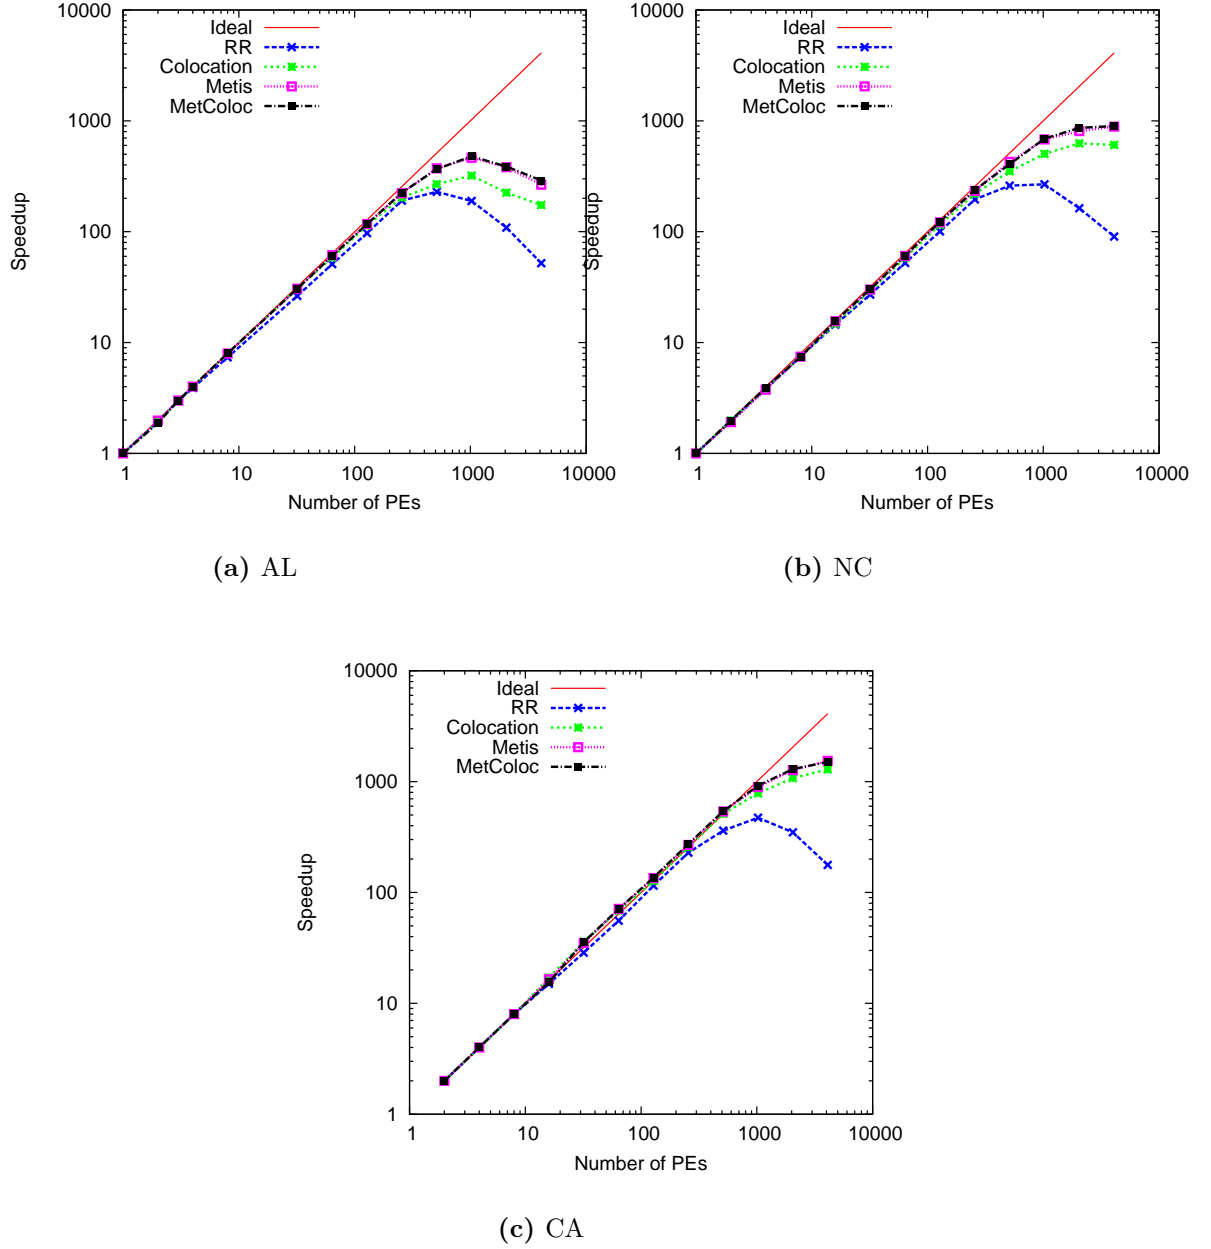 10000
1000
100
10
1
1 10 100 1000 10000
Speedup
Number of PEs
Ideal
RR
Colocation
Metis
MetColoc
(a) AL
10000
1000
100
10
1
1 10 100 1000 10000
Speedup
Number of PEs
Ideal
RR
Colocation
Metis
MetColoc
(b) NC
10000
1000
100
10
1
1 10 100 1000 10000
Speedup
Number of PEs
Ideal
RR
Colocation
Metis
MetColoc
(c) CA